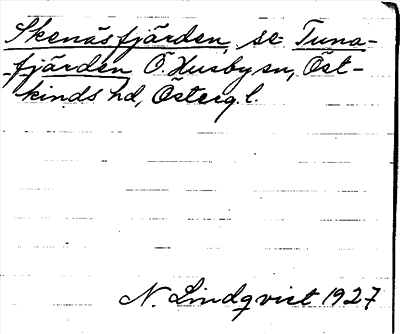 Skenäsfjärden, se Tuna-
fjärden, Ö. Husby sn, Öst-
kinds hd, Österg. l.
N. Lindqvist 1927